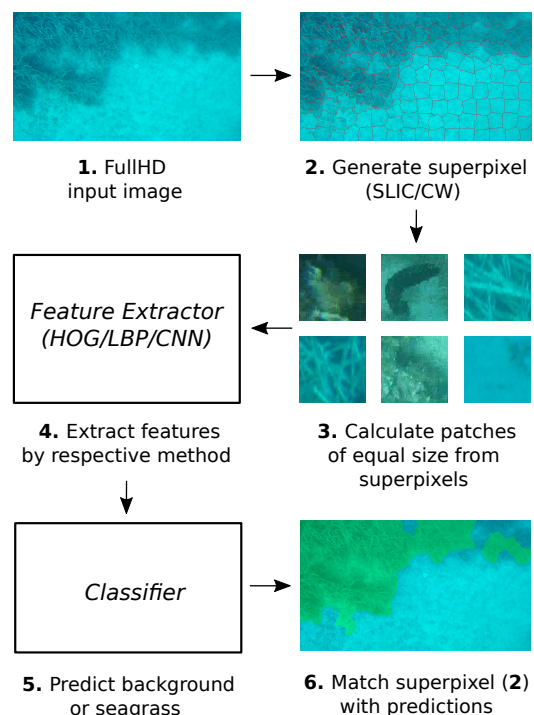 1. FullHD
input image
2. Generate superpixel
(SLIC/CW)
Feature Extractor
(HOG/LBP/CNN)
3. Calculate patches
of equal size from
superpixels
4. Extract features
by respective method
Classifier
5. Predict background
or seagrass
6. Match superpixel (2)
with predictions